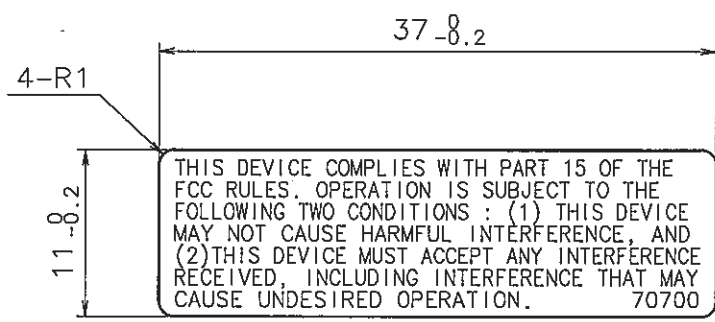 37 -0.2 0
4-R1
11 -0.2 0
THIS DEVICE COMPLIES WITH PART 15 OF THE
FCC RULES. OPERATION IS SUBJECT TO THE
FOLLOWING TWO CONDITIONS : (1) THIS DEVICE
MAY NOT CAUSE HARMFUL INTERFERENCE, AND
(2)THIS DEVICE MUST ACCEPT ANY INTERFERENCE
RECEIVED, INCLUDING INTERFERENCE THAT MAY
CAUSE UNDESIRED OPERATION. 70700